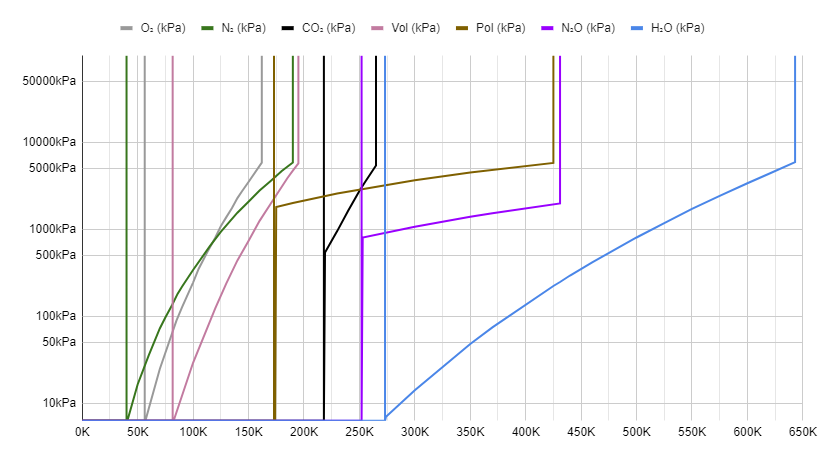 O₂ (kPa) N₂ (kPa) CO₂ (kPa) Vol (kPa) Pol (kPa) N₂O (kPa) H₂O (kPa)
50000kPa
10000kPa
5000kPa
1000kPa
500kPa
100kPa
50kPa
10kPa
0K 50K 100K 150K 200K 250K 300K 350K 400K 450K 500K 550K 600K 650K